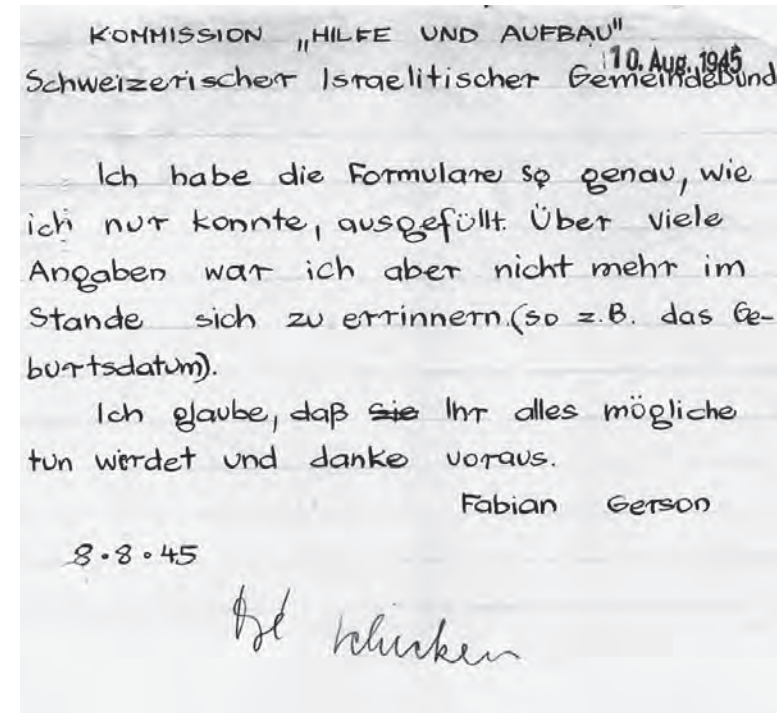 KOMMISSION „HILFE UND AUFBAU"
10. Aug. 1945
Schweizerischer Israelitischer Gemeindebund
Ich habe die Formulare so genau, wie
ich nur konnte, ausgefüllt. Über viele
Angaben war ich aber nicht mehr im
Stande sich zu errinnern.(so z.B. das Ge-
burtsdatum).
Ich glaube, daß sie Ihr alles mögliche
tun werdet und danke voraus.
Fabian Gerson
8.8.45
schicken